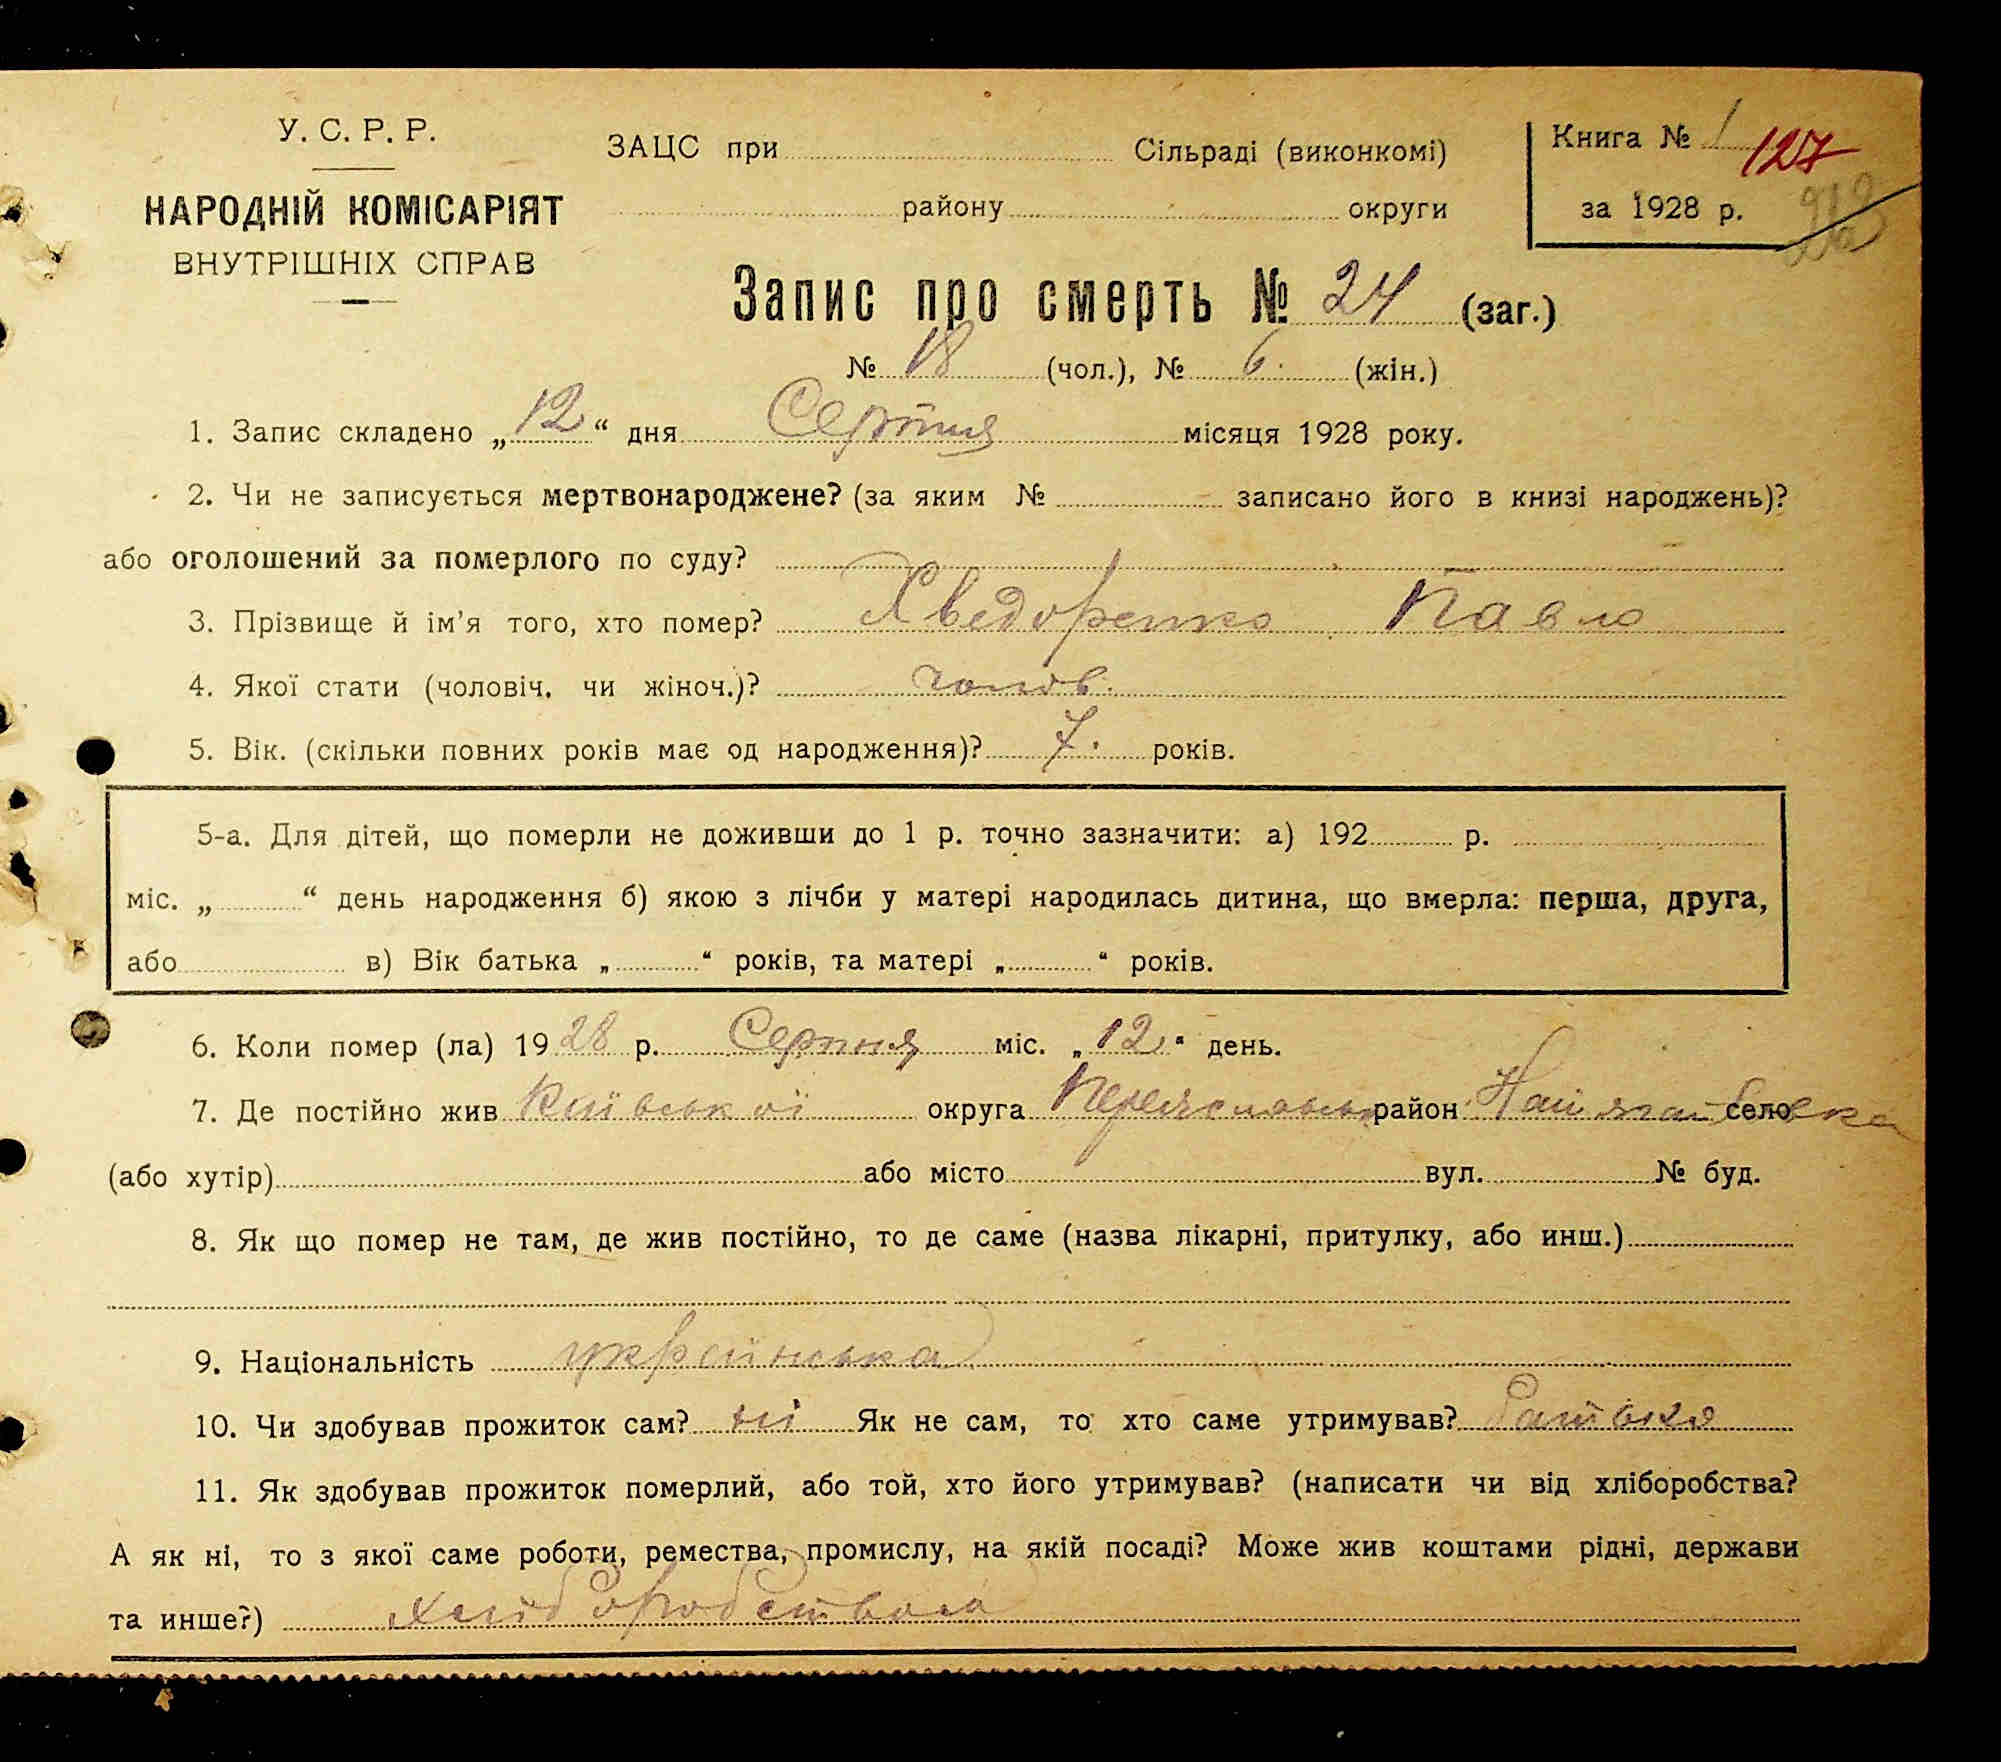 У. С. Р. Р.
НАРОДНІЙ КОМІСАРІЯТ
ВНУТРІШНІХ СПРАВ
ЗАЦС при Сільраді (виконкомі)
району округи
Книга № 1 127
за 1928 р.
Запис про смерть № 24 (заг.)
№ 18 (чол.), № 6. (жін.)
1. Запис складено „12“ дня Серпня місяця 1928 року.
2. Чи не записується мертвонароджене? (за яким № записано його в книзі народжень)?
або оголошений за померлого по суду?
3. Прізвище й ім’я того, хто помер? Хведоренко Павло
4. Якої стати (чоловіч. чи жіноч.)? чолов.
5. Вік. (скільки повних років має од народження)? 7. років.
5-а. Для дітей, що померли не доживши до 1 р. точно зазначити: а) 192 р.
міс. „ “ день народження б) якою з лічби у матері народилась дитина, що вмерла: перша, друга,
або в) Вік батька „ “ років, та матері „ “ років.
6. Коли помер (ла) 1928 р. Серпня міс. „12“ день.
7. Де постійно жив Київської округа Переяславськ район село
(або хутір) або місто вул. № буд.
8. Як що помер не там, де жив постійно, то де саме (назва лікарні, притулку, або инш.)
9. Національність українська
10. Чи здобував прожиток сам? ні Як не сам, то хто саме утримував? батько
11. Як здобував прожиток померлий, або той, хто його утримував? (написати чи від хліборобства?
А як ні, то з якої саме роботи, ремества, промислу, на якій посаді? Може жив коштами рідні, держави
та инше?) хліборобством